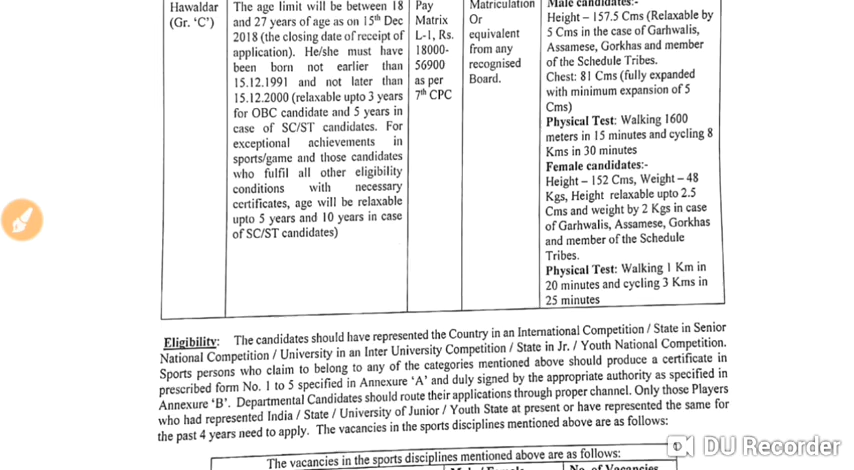 Hawaldar
(Gr. 'C')
The age limit will be between 18
and 27 years of age as on 15th Dec
2018 (the closing date of receipt of
application). He/she must have
been born not earlier than
15.12.1991 and not later than
15.12.2000 (relaxable upto 3 years
for OBC candidate and 5 years in
case of SC/ST candidates. For
exceptional achievements in
sports/game and those candidates
who fulfil all other eligibility
conditions with necessary
certificates, age will be relaxable
upto 5 years and 10 years in case
of SC/ST candidates)
Pay
Matrix
L-1, Rs.
18000-
56900
as per
7th CPC
Matriculation
Or
equivalent
from any
recognised
Board.
Male candidates:-
Height – 157.5 Cms (Relaxable by
5 Cms in the case of Garhwalis,
Assamese, Gorkhas and member
of the Schedule Tribes.
Chest: 81 Cms (fully expanded
with minimum expansion of 5
Cms)
Physical Test: Walking 1600
meters in 15 minutes and cycling 8
Kms in 30 minutes
Female candidates:-
Height – 152 Cms, Weight – 48
Kgs, Height relaxable upto 2.5
Cms and weight by 2 Kgs in case
of Garhwalis, Assamese, Gorkhas
and member of the Schedule
Tribes.
Physical Test: Walking 1 Km in
20 minutes and cycling 3 Kms in
25 minutes
Eligibility: The candidates should have represented the Country in an International Competition / State in Senior
National Competition / University in an Inter University Competition / State in Jr. / Youth National Competition.
Sports persons who claim to belong to any of the categories mentioned above should produce a certificate in
prescribed form No. 1 to 5 specified in Annexure 'A' and duly signed by the appropriate authority as specified in
Annexure 'B'. Departmental Candidates should route their applications through proper channel. Only those Players
who had represented India / State / University of Junior / Youth State at present or have represented the same for
the past 4 years need to apply. The vacancies in the sports disciplines mentioned above are as follows:
The vacancies in the sports disciplines mentioned above are as follows:
Male / Female
No. of Vacancies
DU Recorder